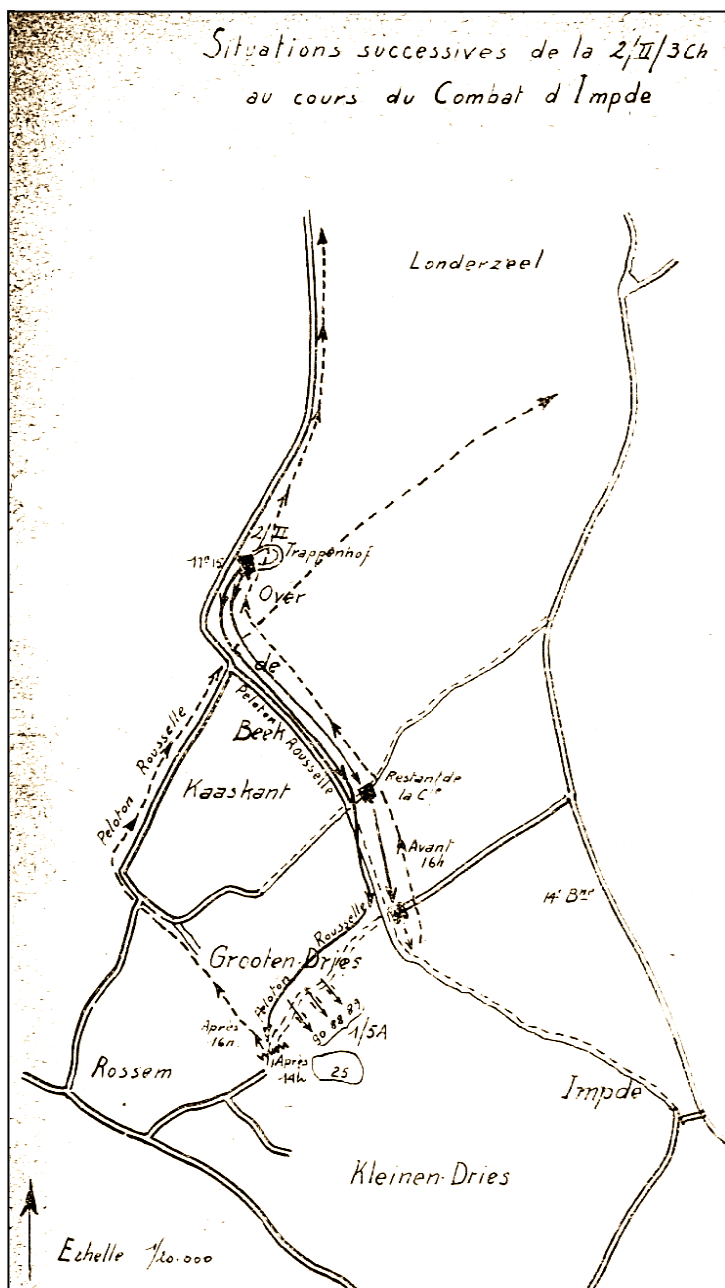 Situations successives de la 2/II/3Ch
au cours du Combat d'Impde
Londerzeel
2/II
Trappenhof
Over
de
Peloton Rousselle
Beek
Peloton Rousselle
Kaaskant
Restant de
la Cie
Avant
16h
14e Bne
Peloton Rousselle
Grooten-Dries
90 88 89
1/5A
Après
16h
Après
14h
25
Rossem
Impde
Kleinen-Dries
Echelle 1/20.000